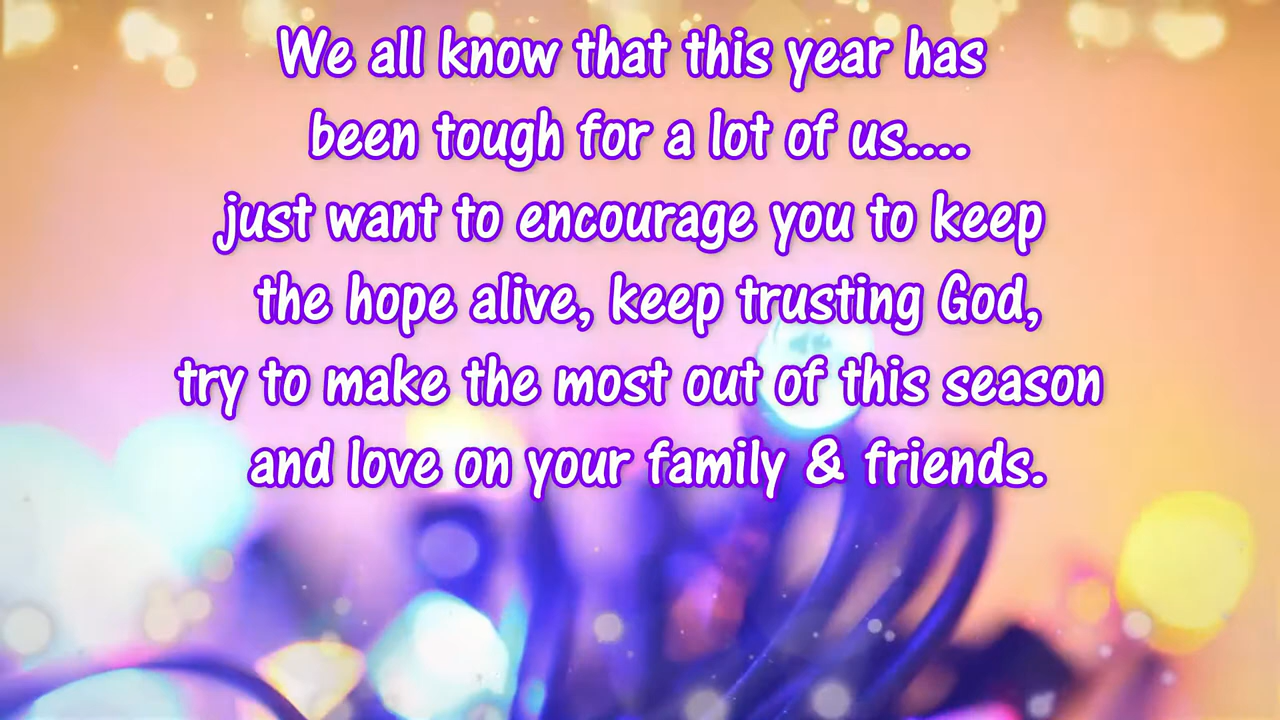 We all know that this year has
been tough for a lot of us....
just want to encourage you to keep
the hope alive, keep trusting God,
try to make the most out of this season
and love on your family & friends.